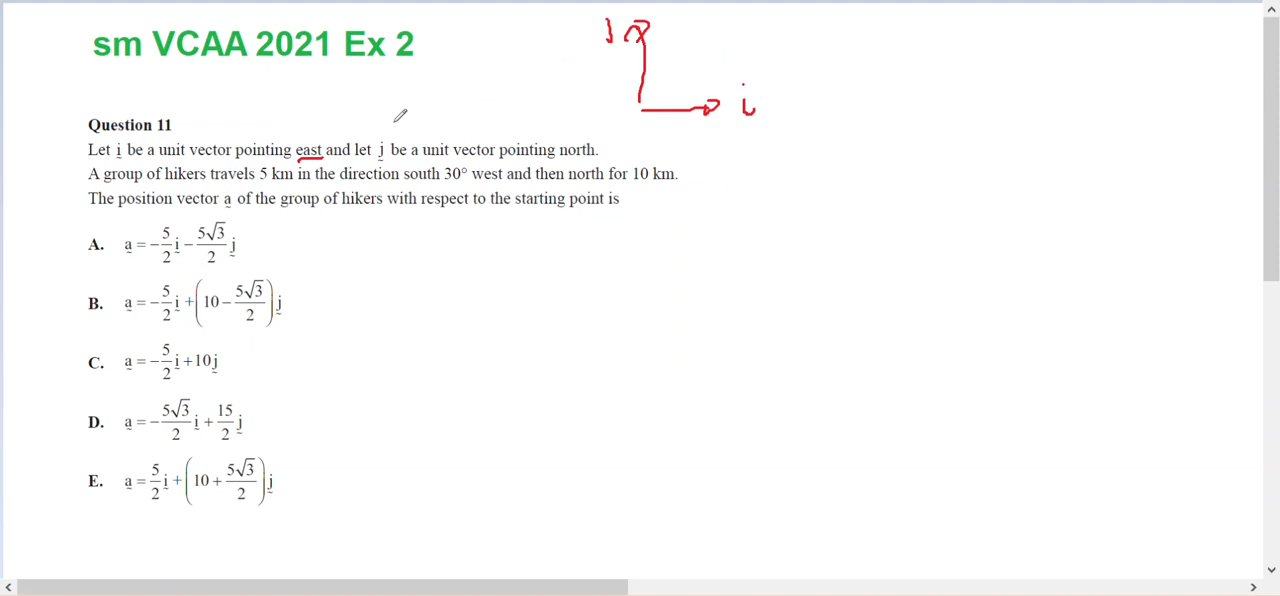 sm VCAA 2021 Ex 2
j
i
Question 11
Let i be a unit vector pointing east and let j be a unit vector pointing north.
A group of hikers travels 5 km in the direction south 30° west and then north for 10 km.
The position vector a of the group of hikers with respect to the starting point is
A. a = −5/2 i − 5√3/2 j
B. a = −5/2 i + (10 − 5√3/2) j
C. a = −5/2 i + 10 j
D. a = −5√3/2 i + 15/2 j
E. a = 5/2 i + (10 + 5√3/2) j